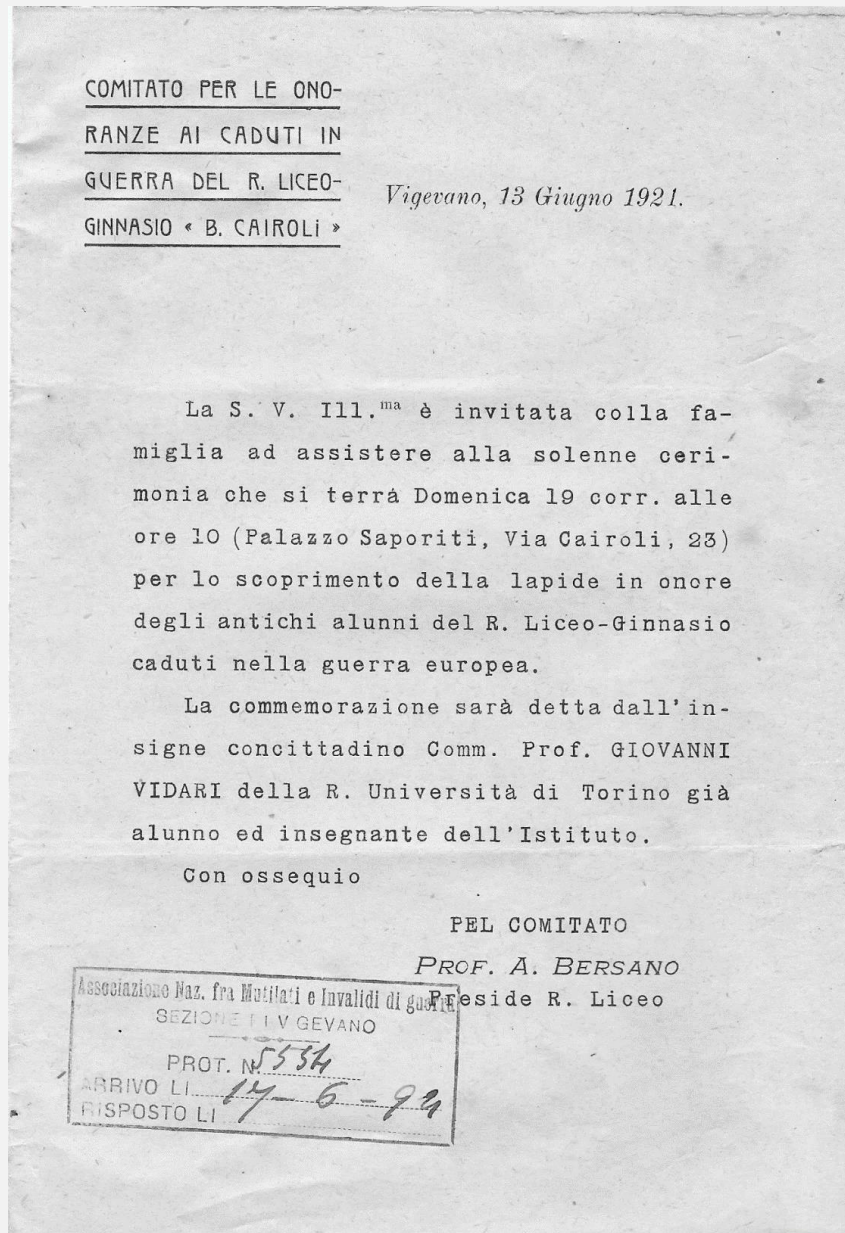 COMITATO PER LE ONO-
RANZE AI CADUTI IN
GUERRA DEL R. LICEO-
GINNASIO « B. CAIROLI »
Vigevano, 13 Giugno 1921.
La S. V. Ill.ma è invitata colla fa-
miglia ad assistere alla solenne ceri-
monia che si terrà Domenica 19 corr. alle
ore 10 (Palazzo Saporiti, Via Cairoli, 23)
per lo scoprimento della lapide in onore
degli antichi alunni del R. Liceo-Ginnasio
caduti nella guerra europea.
La commemorazione sarà detta dall'in-
signe concittadino Comm. Prof. GIOVANNI
VIDARI della R. Università di Torino già
alunno ed insegnante dell'Istituto.
Con ossequio
PEL COMITATO
PROF. A. BERSANO
Preside R. Liceo
Associazione Naz. fra Mutilati e Invalidi di guerra
SEZIONE DI VIGEVANO
PROT. N. 5554
ARRIVO LI 17-6-921
RISPOSTO LI